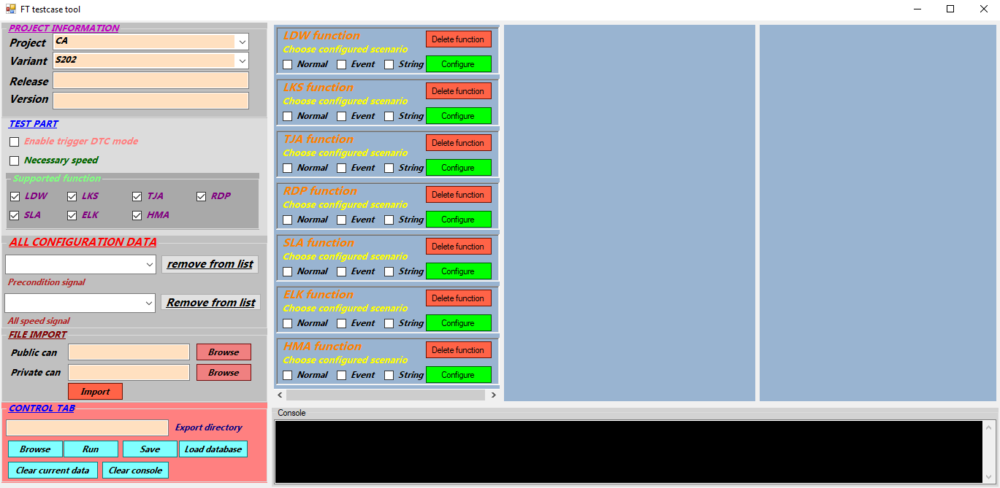 FT testcase tool
PROJECT INFORMATION
Project CA
Variant S202
Release
Version
TEST PART
Enable trigger DTC mode
Necessary speed
Supported function
LDW LKS TJA RDP
SLA ELK HMA
ALL CONFIGURATION DATA
remove from list
Precondition signal
Remove from list
All speed signal
FILE IMPORT
Public can Browse
Private can Browse
Import
CONTROL TAB
Export directory
Browse Run Save Load database
Clear current data Clear console
LDW function Delete function
Choose configured scenario
Normal Event String Configure
LKS function Delete function
Choose configured scenario
Normal Event String Configure
TJA function Delete function
Choose configured scenario
Normal Event String Configure
RDP function Delete function
Choose configured scenario
Normal Event String Configure
SLA function Delete function
Choose configured scenario
Normal Event String Configure
ELK function Delete function
Choose configured scenario
Normal Event String Configure
HMA function Delete function
Choose configured scenario
Normal Event String Configure
Console